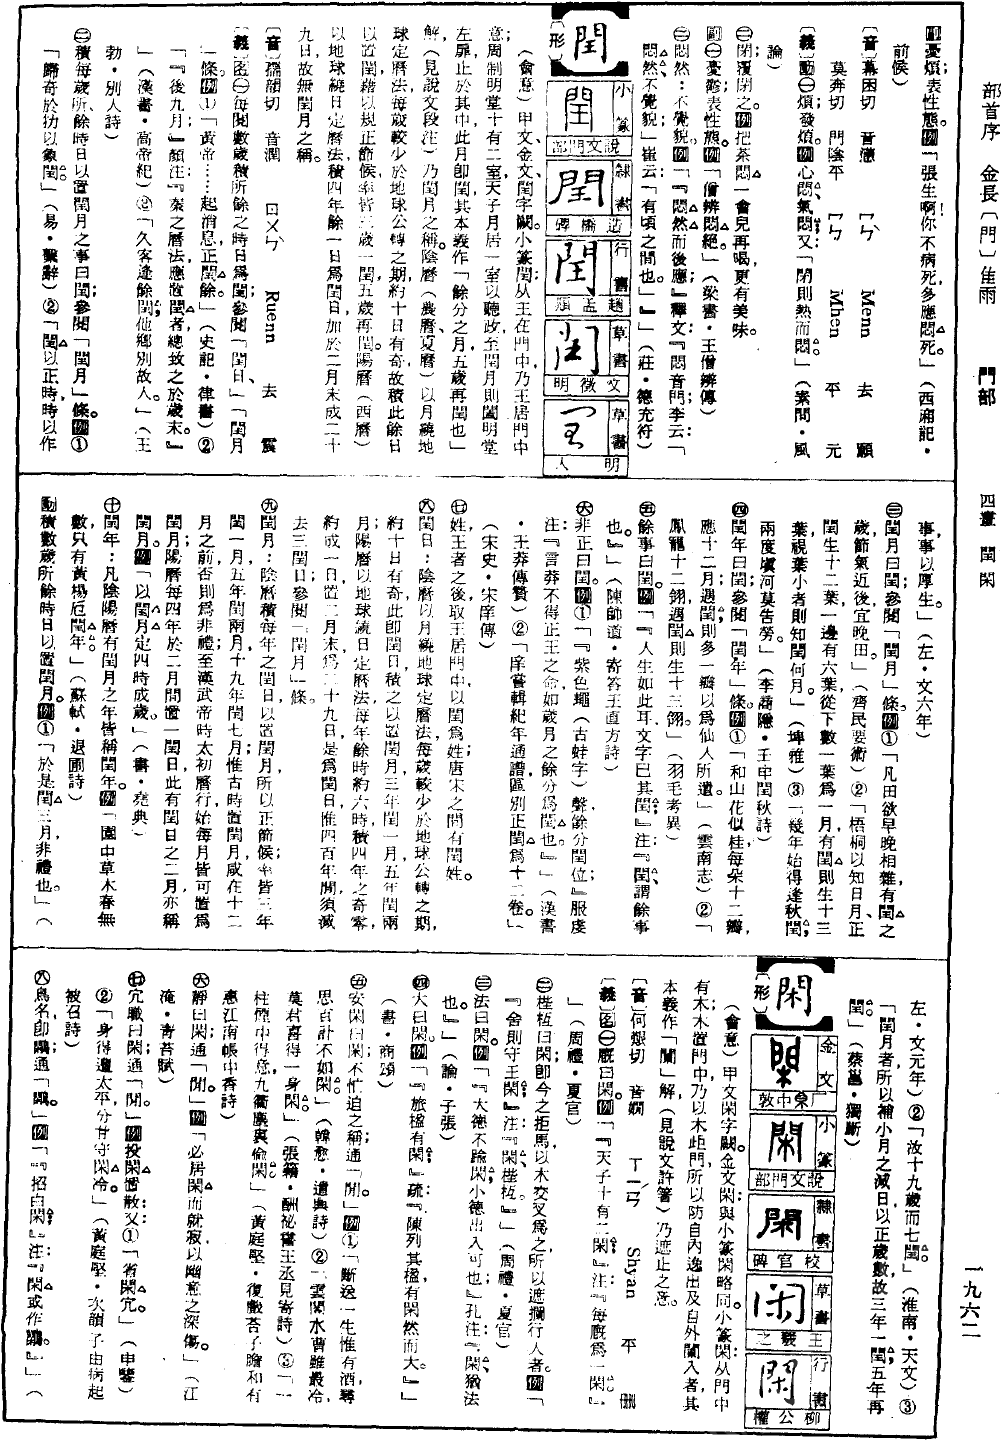 部首序　金長〔門〕隹雨　門部　四畫　閏閑　一九六二
四憂煩；表性態。例「張生啊！你不病死多應悶死。」（西廂記·
前候）
〔音〕莫困切　音懣　ㄇㄣˋ　Menn　去　願
莫奔切　門陰平　ㄇㄣ　Mhen　平　元
〔義〕動㊀煩，發煩。例心悶、悶氣；又「閉則熱而悶。」（素問·風
論）
㊁閉；覆閉之。例把茶悶一會兒再喝，更有美味。
副㊀憂鬱；表性態。例「僧辨悶絕。」（梁書·王僧辨傳）
㊁悶然：不覺貌。例「『悶然而後應』釋文：『悶音門；李云：「
悶然，不覺貌」；崔云：「有頃之間也。」』」（莊·德充符）
〔形〕閏
小篆　說文門部
隸書　造橋碑
行書　趙孟頫
草書　文徵明
草書　明人
（會意）甲文、金文閏字闕。小篆閏从王在門中，乃王居門中
意；周制明堂十有二室，天子月居一室以聽政，至閏月則闔明堂
左扉，止於其中，此月即閏；其本義作「餘分之月，五歲再閏也」
解，（見說文段注）乃閏月之稱。陰曆（農曆、夏曆）以月繞地
球定曆法，每歲較少於地球公轉之期約十日有奇，故積此餘日
以置閏，藉以規正節候，率皆三歲一閏，五歲再閏。陽曆（西曆）
以地球繞日定曆法，積四年餘一日為閏日，加於二月末，成二十
九日，故無閏月之稱。
〔音〕儒韻切　音潤　ㄖㄨㄣˋ　Ruenn　去　震
〔義〕名㊀每閱數歲積所餘之時日為閏；參閱「閏日」、「閏月
」條。例①「黃帝……起消息，正閏餘。」（史記·律書）②
「『後九月』顏注：『秦之曆法，應置閏者總致之於歲末。』
」（漢書·高帝紀）③「久客逢餘閏，他鄉別故人。」（王
勃·別人詩）
㊁積每歲所餘時日以置閏月之事曰閏；參閱「閏月」條。例①
「歸奇於扐以象閏。」（易·繫辭）②「閏以正時，時以作
事，事以厚生。」（左·文六年）
㊂閏月曰閏；參閱「閏月」條。例①「凡田欲早晚相雜，有閏之
歲，節氣近後，宜晚田」（齊民要術）②「梧桐以知日月、正
閏，生十二葉，一邊有六葉，從下數一葉為一月，有閏則生十三
葉，視葉小者則知閏何月。」（埤雅）③「幾年始得逢秋閏，
兩度塡河莫告勞。」（李商隱·壬申閏秋詩）
㊃閏年曰閏；參閱「閏年」條。例①「和山花似桂，每朵十二瓣，
應十二月，遇閏則多一瓣，以為仙人所遺」（雲南志）②「
鳳龍十二翎，遇閏則生十三翎。」（羽毛考異）
㊄餘事曰閏。例「『人生如此耳，文字已其閏』注：『閏謂餘事
也。』」（陳師道·寄答王直方詩）
㊅非正曰閏。例①「『紫色蠅（古蛙字）聲，餘分閏位』服虔
注：『言莽不得正王之命，如歲月之餘分為閏也。』」（漢書
·王莽傳贊）②「庠嘗輯紀年通譜，區別正閏，為十二卷。」
（宋史·宋庠傳）
㊆姓，王者之後，取王居門中，以閏為姓；唐宋之間有閏姓。
㊇閏日：陰曆以月繞地球定曆法，每歲較少於地球公轉之期，
約十日有奇，此即閏日；積之以置閏月，三年閏一月，五年閏兩
月；陽曆以地球繞日定曆法，每年餘時約六時，積四年之奇零，
約成一日，置二月末，為二十九日，是為閏日，惟四百年間須減
去三閏日；參閱「閏月」條。
㊈閏月：陰曆積每年之閏日以置閏月，所以正節候；率皆三年
閏一月，五年閏兩月，十九年閏七月；惟古時置閏月咸在十二
月之前，否則為非禮；至漢武帝時太初曆行，始每月皆可置為
閏月。陽曆每四年於二月間置一閏日，此有閏日之二月，亦稱
閏月。例「以閏月定四時成歲。」（書·堯典）
㊉閏年：凡陰陽曆有閏月之年皆稱閏年。例「園中草木春無
數，只有黃楊厄閏年。」（蘇軾·退圃詩）
動積數歲所餘時日以置閏月。例①「於是閏三月，非禮也。」（
左·文元年）②「故十九歲而七閏。」（淮南·天文）③
「閏月者，所以補小月之減日，以正歲數，故三年一閏，五年再
閏。」（蔡邕·獨斷）
〔形〕閑
金文　榮中敦
小篆　說文門部
隸書　校官碑
草書　王羲之
行書　柳公權
（會意）甲文閑字闕。金文閑：與小篆閑略同。小篆閑从門中
有木，木置門中，乃以木歫門，所以防自內逸出及自外闌入者，其
本義作「闌」解，（見說文許箸）乃遮止之意。
〔音〕何艱切　音嫺　ㄒㄧㄢˊ　Shyan　平　刪
〔義〕名㊀廄曰閑。例「『天子十有二閑』注：『每廄為一閑。』
」（周禮·夏官）
㊁梐枑曰閑，即今之拒馬，以木交叉為之，所以遮攔行人者。例「
『舍則守王閑』注：『閑，梐枑。』」（周禮·夏官）
㊂法曰閑。例「『大德不踰閑，小德出入可也』孔注：『閑猶法
也。』」（論·子張）
㊃大曰閑。例「『旅楹有閑』疏：『陳列其楹有閑然而大。』」
（書·商頌）
㊄安閑曰閑；不忙迫之稱，通「閒」。例①「斷送一生惟有酒，尋
思百計不如閑。」（韓愈·遣興詩）②「雲閣水曹雖最冷，
莫君喜得一身閑」（張籍·酬祕書王丞見寄詩）③「一
柱煙中得意，九衢塵裏偷閑」（黃庭堅·復觳荅子瞻和有
惠江南帳中香詩）
㊅靜曰閑，通「閒」。例「必居閑而就寂，以幽意之深傷。」（江
淹·青苔賦）
㊆宂職曰閑；通「閒」。例投閑置散；又①「省閑宂」（申鑒）
②「身得遭太平，分甘守閑冷。」（黃庭堅·次韻子由病起
被召詩）
㊇鳥名，即鷴；通「鷴」。例「『招白閑』注：『閑或作鷴。』」（